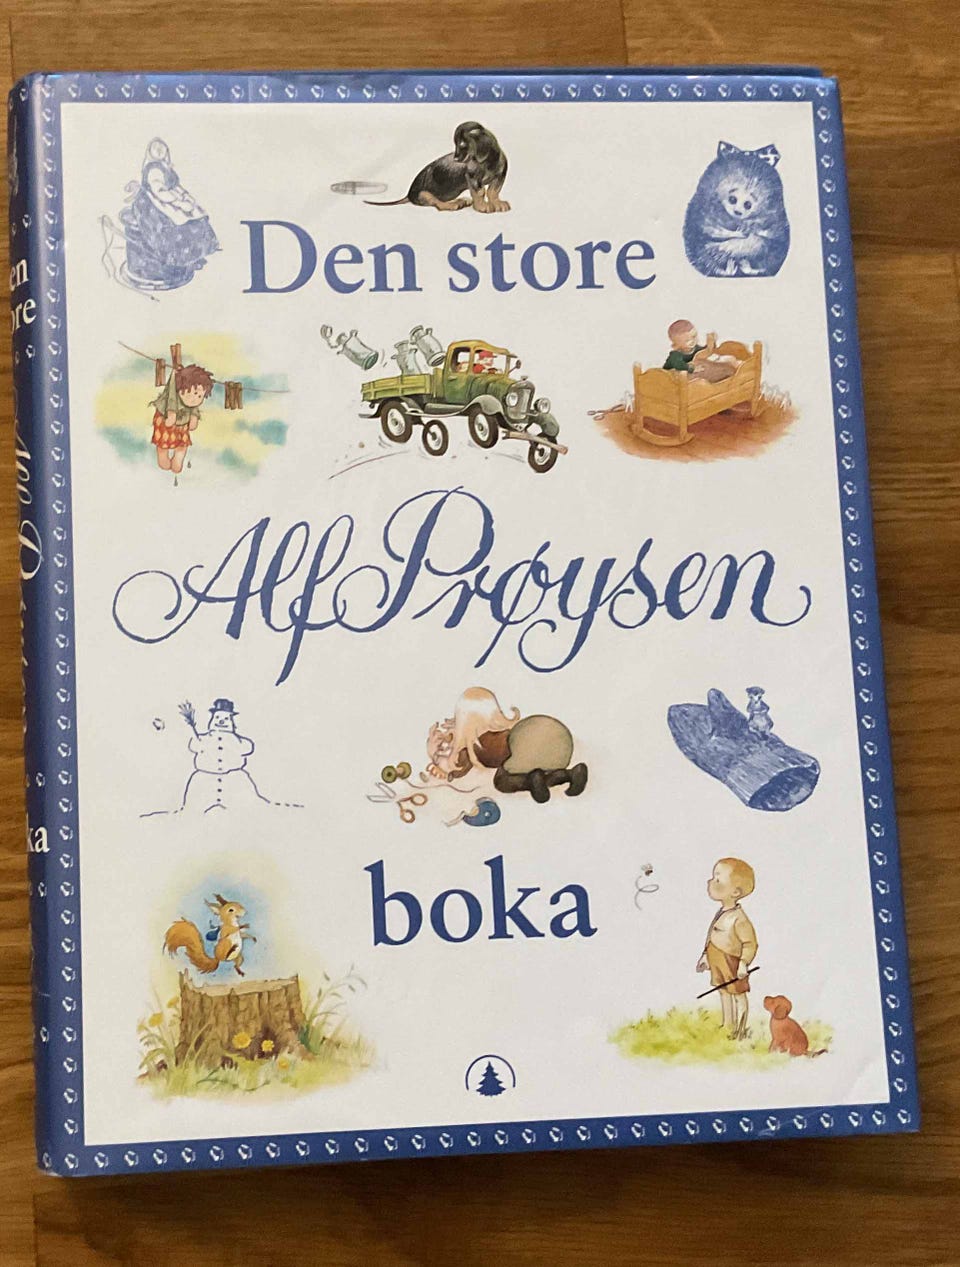 Den store
Alf Prøysen
boka